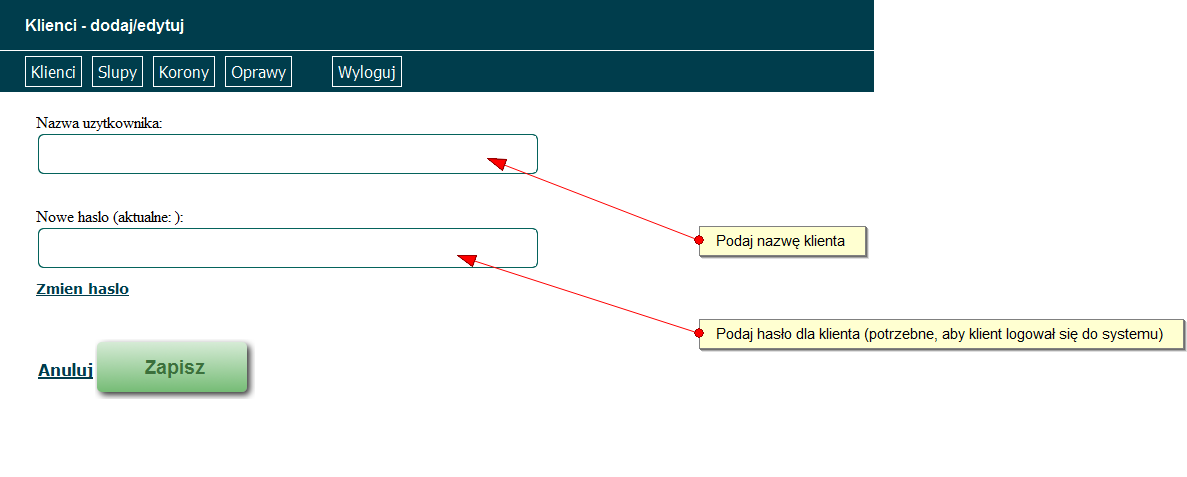 Klienci - dodaj/edytuj
Klienci Slupy Korony Oprawy Wyloguj
Nazwa uzytkownika:
Nowe haslo (aktualne: ):
Podaj nazwę klienta
Zmien haslo
Podaj hasło dla klienta (potrzebne, aby klient logował się do systemu)
Anuluj Zapisz